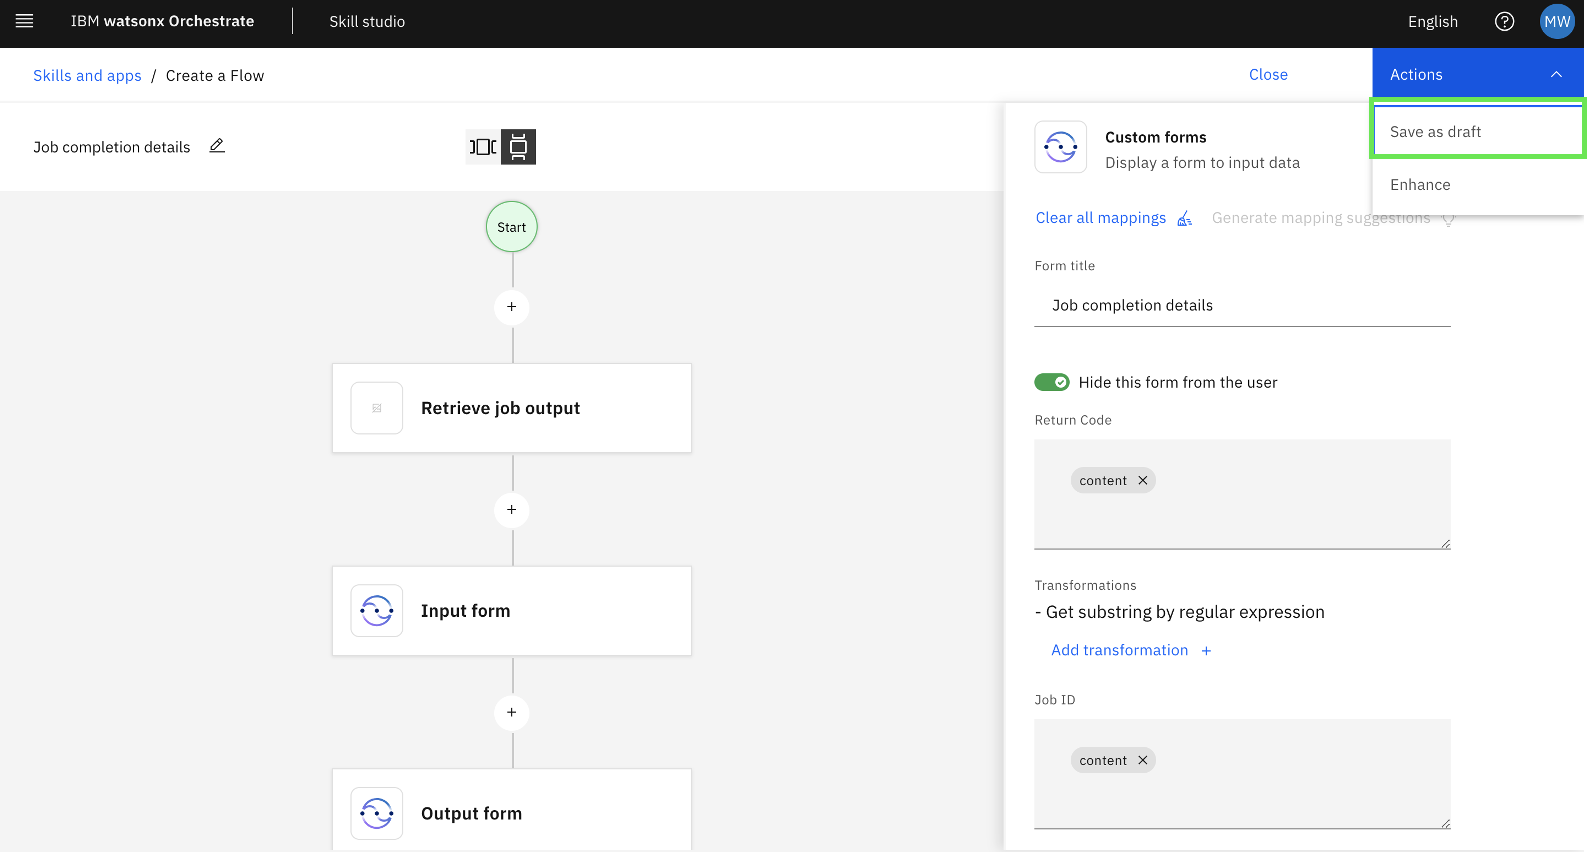 IBM watsonx Orchestrate
Skill studio
English
MW
Skills and apps / Create a Flow
Close
Actions
Save as draft
Enhance
Job completion details
Custom forms
Display a form to input data
Clear all mappings
Generate mapping suggestions
Start
+
Retrieve job output
+
Input form
+
Output form
Form title
Job completion details
Hide this form from the user
Return Code
content
Transformations
- Get substring by regular expression
Add transformation +
Job ID
content